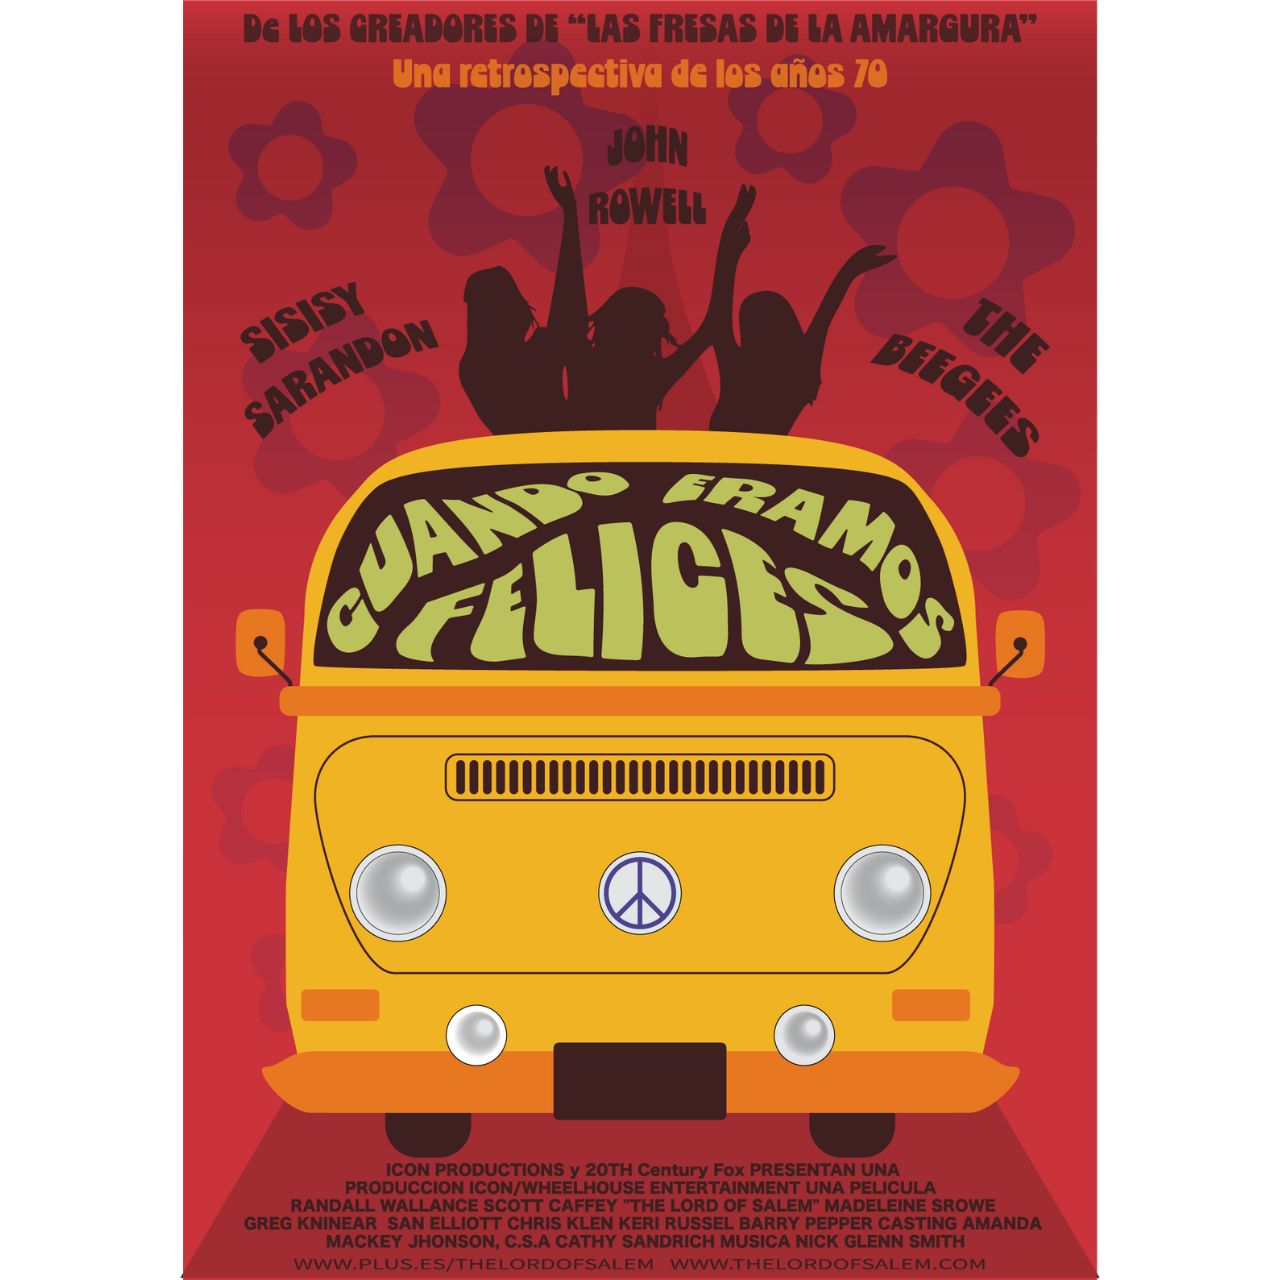 De LOS CREADORES DE “LAS FRESAS DE LA AMARGURA”
Una retrospectiva de los años 70
JOHN
ROWELL
SISISY
SARANDON
THE
BEEGEES
CUANDO ERAMOS
FELICES
ICON PRODUCTIONS y 20TH Century Fox PRESENTAN UNA
PRODUCCION ICON/WHEELHOUSE ENTERTAINMENT UNA PELICULA
RANDALL WALLANCE SCOTT CAFFEY "THE LORD OF SALEM" MADELEINE SROWE
GREG KNINEAR SAN ELLIOTT CHRIS KLEN KERI RUSSEL BARRY PEPPER CASTING AMANDA
MACKEY JHONSON, C.S.A CATHY SANDRICH MUSICA NICK GLENN SMITH
WWW.PLUS.ES/THELORDOFSALEM WWW.THELORDOFSALEM.COM